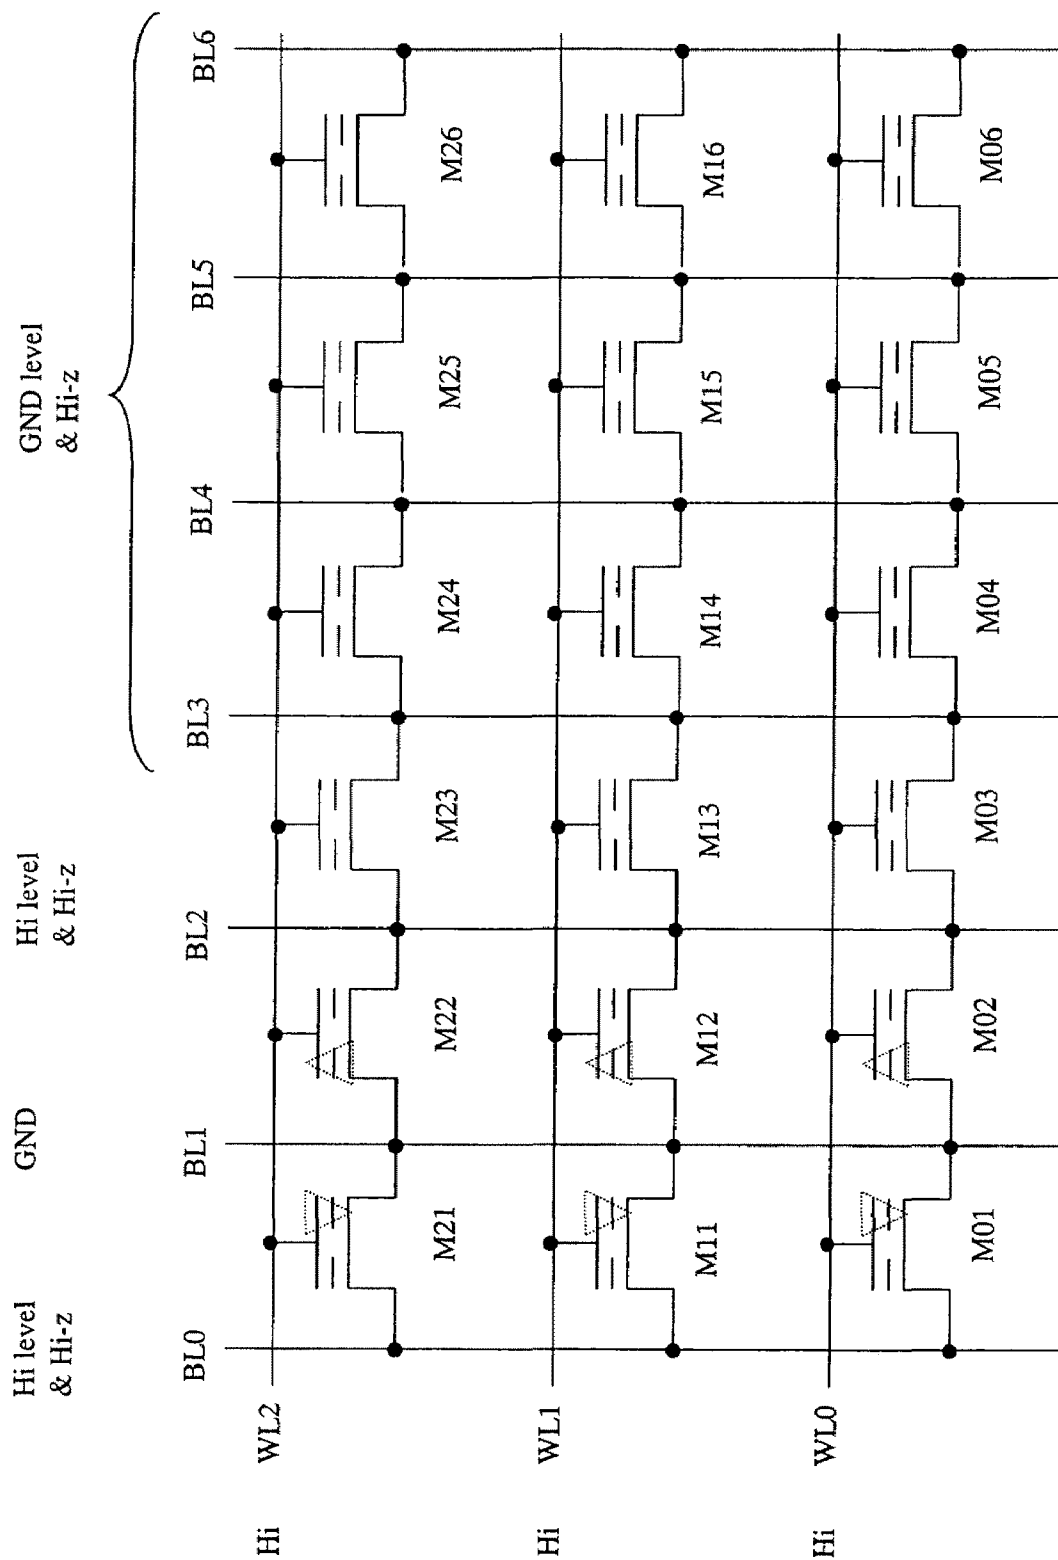 Hi level
& Hi-z
GND
Hi level
& Hi-z
GND level
& Hi-z
BL0
BL1
BL2
BL3
BL4
BL5
BL6
Hi
WL2
M21
M22
M23
M24
M25
M26
Hi
WL1
M11
M12
M13
M14
M15
M16
Hi
WL0
M01
M02
M03
M04
M05
M06